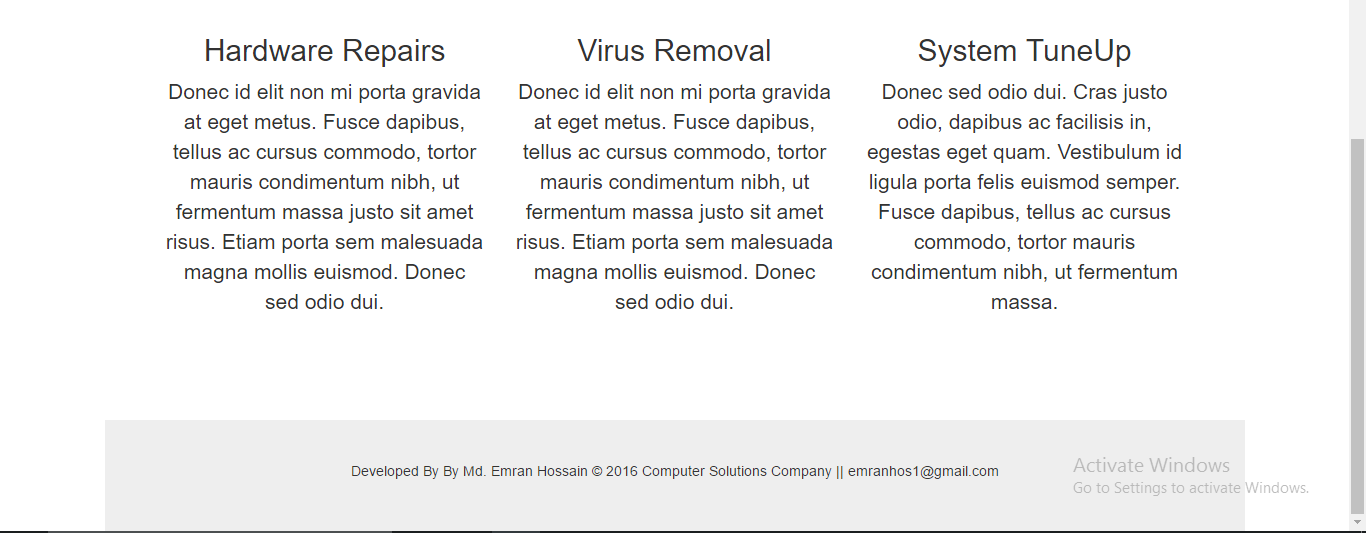 Hardware Repairs
Donec id elit non mi porta gravida
at eget metus. Fusce dapibus,
tellus ac cursus commodo, tortor
mauris condimentum nibh, ut
fermentum massa justo sit amet
risus. Etiam porta sem malesuada
magna mollis euismod. Donec
sed odio dui.
Virus Removal
Donec id elit non mi porta gravida
at eget metus. Fusce dapibus,
tellus ac cursus commodo, tortor
mauris condimentum nibh, ut
fermentum massa justo sit amet
risus. Etiam porta sem malesuada
magna mollis euismod. Donec
sed odio dui.
System TuneUp
Donec sed odio dui. Cras justo
odio, dapibus ac facilisis in,
egestas eget quam. Vestibulum id
ligula porta felis euismod semper.
Fusce dapibus, tellus ac cursus
commodo, tortor mauris
condimentum nibh, ut fermentum
massa.
Developed By By Md. Emran Hossain © 2016 Computer Solutions Company || emranhos1@gmail.com
Activate Windows
Go to Settings to activate Windows.